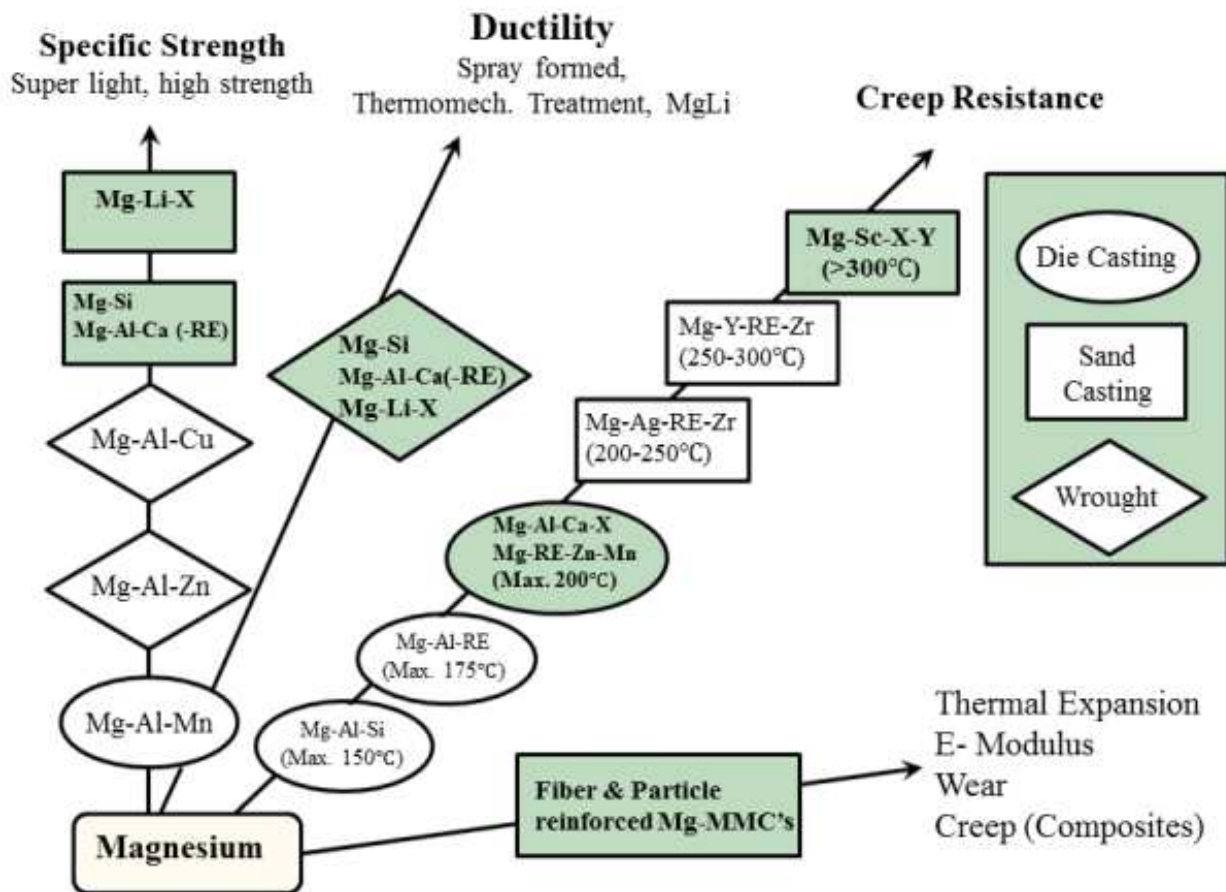 Specific Strength
Super light, high strength
Ductility
Spray formed,
Thermomech. Treatment, MgLi
Creep Resistance
Mg-Li-X
Mg-Si
Mg-Al-Ca (-RE)
Mg-Al-Cu
Mg-Al-Zn
Mg-Al-Mn
Magnesium
Mg-Si
Mg-Al-Ca(-RE)
Mg-Li-X
Mg-Sc-X-Y
(>300℃)
Mg-Y-RE-Zr
(250-300℃)
Mg-Ag-RE-Zr
(200-250℃)
Mg-Al-Ca-X
Mg-RE-Zn-Mn
(Max. 200℃)
Mg-Al-RE
(Max. 175℃)
Mg-Al-Si
(Max. 150℃)
Fiber & Particle
reinforced Mg-MMC's
Thermal Expansion
E- Modulus
Wear
Creep (Composites)
Die Casting
Sand
Casting
Wrought